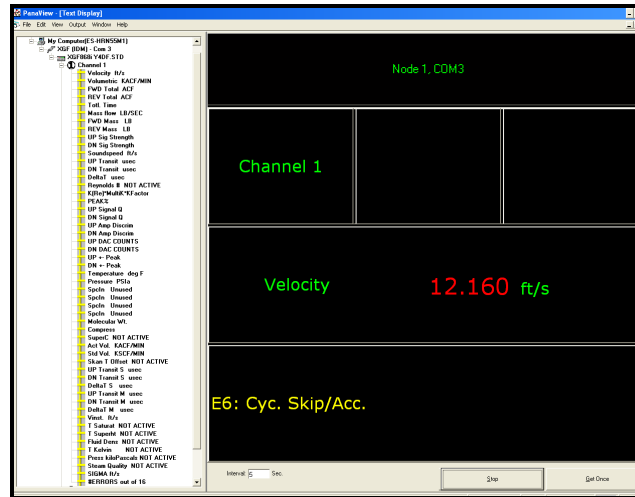 PanaView - [Text Display]
File Edit View Output Window Help
My Computer(ES-HRN55M1)
XGF (IDM) - Com 3
XGF868i Y4DF.STD
Channel 1
Velocity ft/s
Volumetric KACF/MIN
FWD Total ACF
REV Total ACF
Totl. Time
Mass flow LB/SEC
FWD Mass LB
REV Mass LB
UP Sig Strength
DN Sig Strength
Soundspeed ft/s
UP Transit usec
DN Transit usec
DeltaT usec
Reynolds # NOT ACTIVE
K(Re)*MultiK*KFactor
PEAK%
UP Signal Q
DN Signal Q
UP Amp Discrim
DN Amp Discrim
UP DAC COUNTS
DN DAC COUNTS
UP +- Peak
DN +- Peak
Temperature deg F
Pressure PSIa
SpcIn Unused
SpcIn Unused
SpcIn Unused
SpcIn Unused
Molecular Wt.
Compress
SuperC NOT ACTIVE
Act Vol. KACF/MIN
Std Vol. KSCF/MIN
Skan T Offset NOT ACTIVE
UP Transit S usec
DN Transit S usec
DeltaT S usec
UP Transit M usec
DN Transit M usec
DeltaT M usec
Vinst. ft/s
T Saturat NOT ACTIVE
T Superht NOT ACTIVE
Fluid Dens NOT ACTIVE
T Kelvin NOT ACTIVE
Press kiloPascals NOT ACTIVE
Steam Quality NOT ACTIVE
SIGMA ft/s
#ERRORS out of 16
Node 1, COM3
Channel 1
Velocity 12.160 ft/s
E6: Cyc. Skip/Acc.
Interval: 5 Sec.
Stop
Get Once